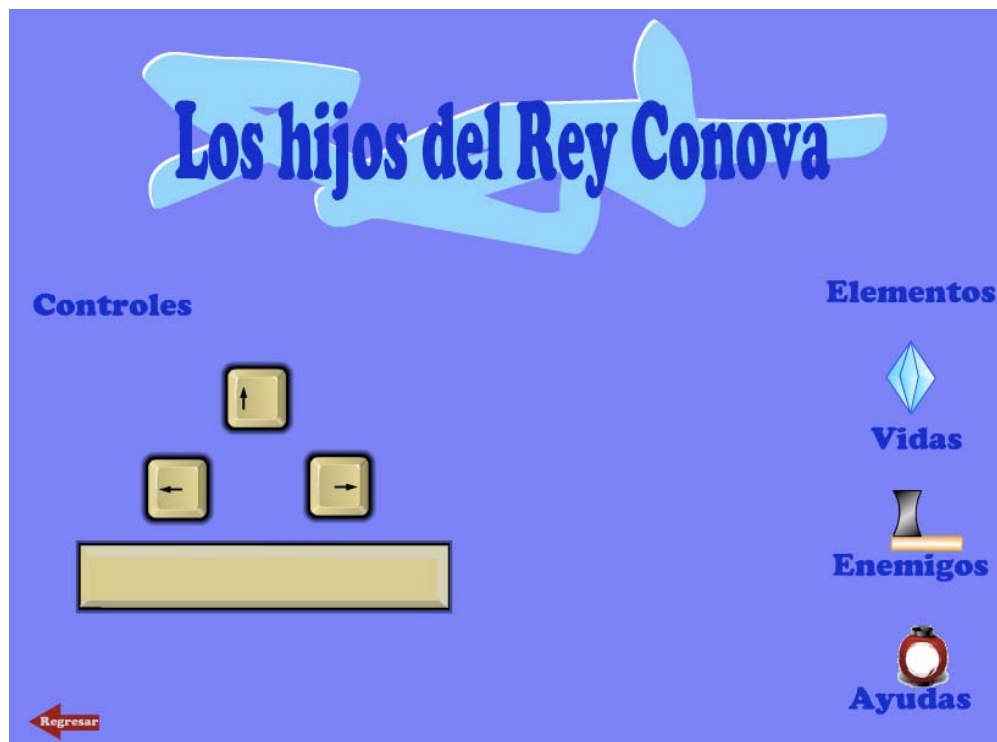 Los hijos del Rey Conova
Controles
Elementos
Vidas
Enemigos
Ayudas
Regresar